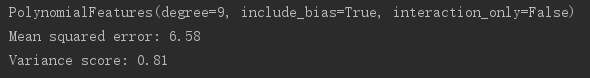 PolynomialFeatures(degree=9, include_bias=True, interaction_only=False)
Mean squared error: 6.58
Variance score: 0.81